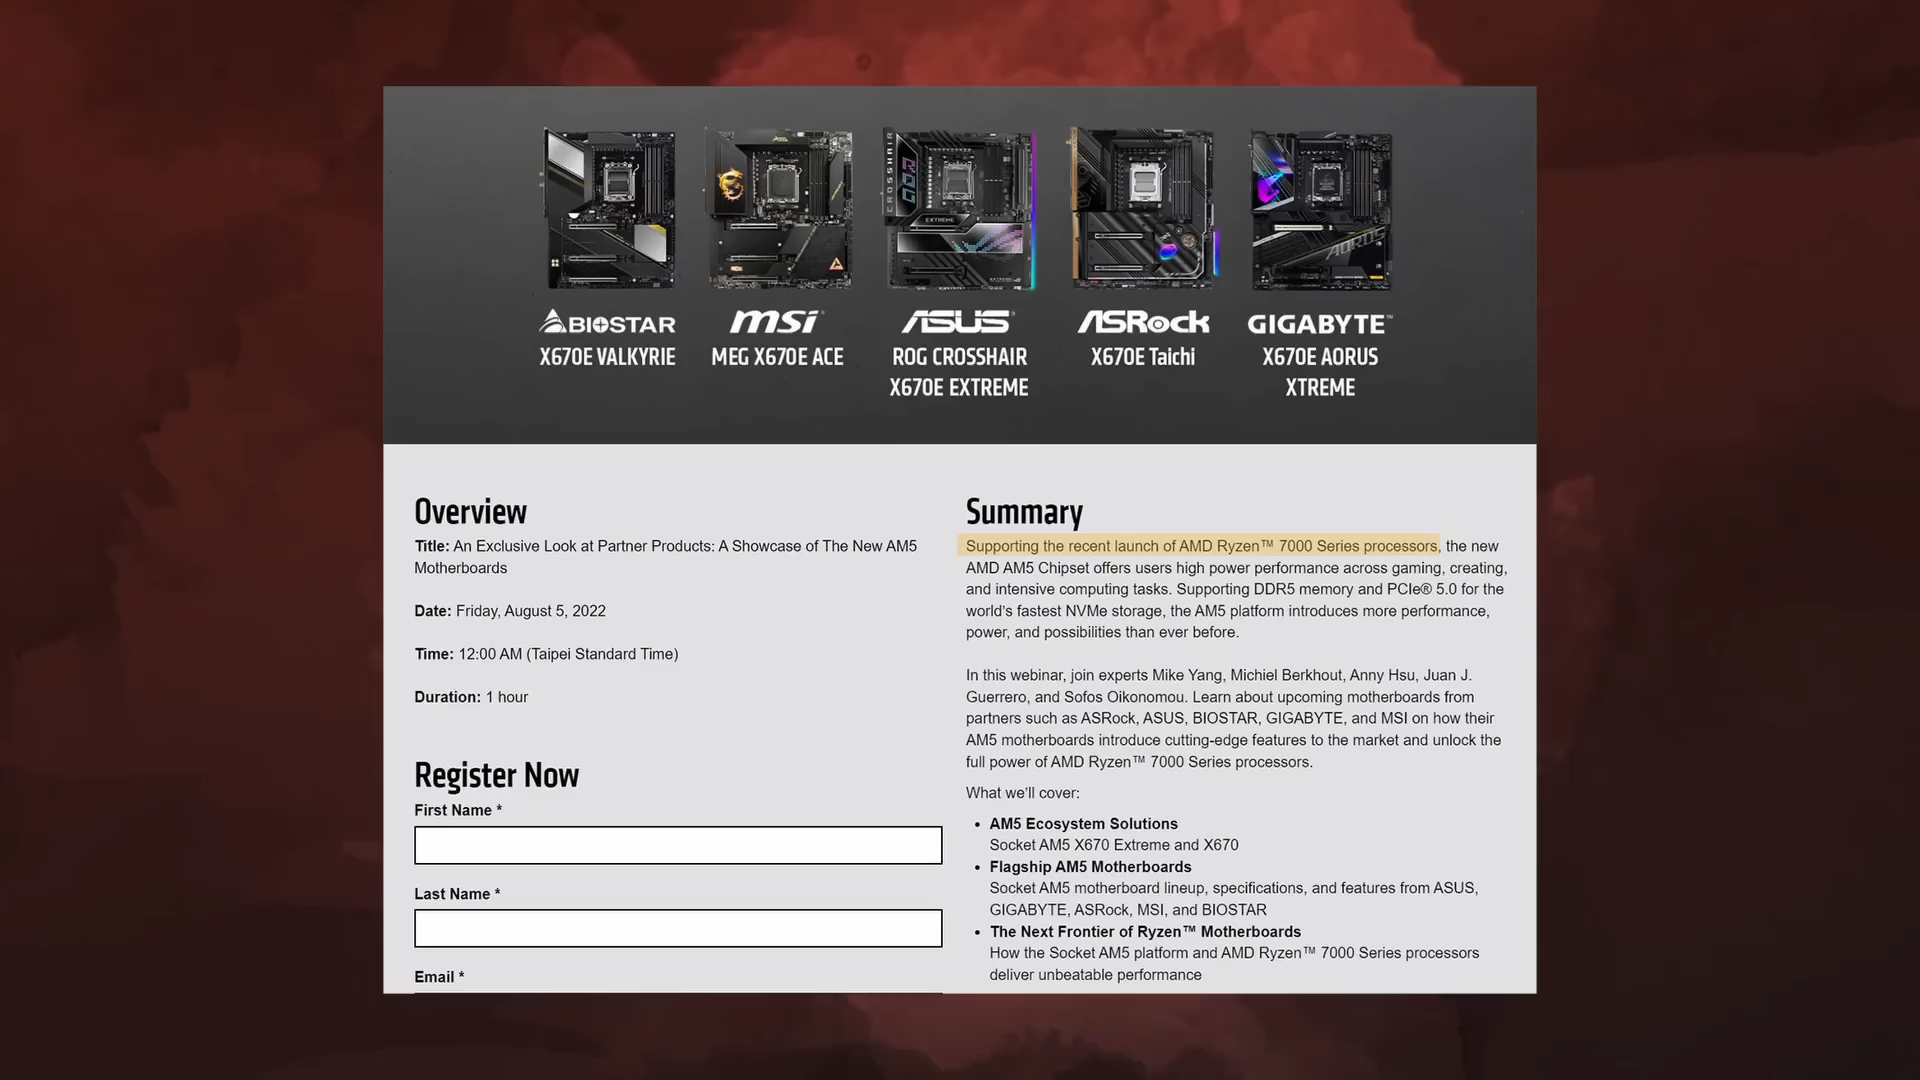 BIOSTAR
X670E VALKYRIE
msi
MEG X670E ACE
CROSSHAIR
EXTREME
ASUS
ROG CROSSHAIR
X670E EXTREME
ASRock
X670E Taichi
AORUS
GIGABYTE™
X670E AORUS
XTREME
Overview
Title: An Exclusive Look at Partner Products: A Showcase of The New AM5
Motherboards
Date: Friday, August 5, 2022
Time: 12:00 AM (Taipei Standard Time)
Duration: 1 hour
Register Now
First Name *
Last Name *
Email *
Summary
Supporting the recent launch of AMD Ryzen™ 7000 Series processors, the new
AMD AM5 Chipset offers users high power performance across gaming, creating,
and intensive computing tasks. Supporting DDR5 memory and PCIe® 5.0 for the
world's fastest NVMe storage, the AM5 platform introduces more performance,
power, and possibilities than ever before.
In this webinar, join experts Mike Yang, Michiel Berkhout, Anny Hsu, Juan J.
Guerrero, and Sofos Oikonomou. Learn about upcoming motherboards from
partners such as ASRock, ASUS, BIOSTAR, GIGABYTE, and MSI on how their
AM5 motherboards introduce cutting-edge features to the market and unlock the
full power of AMD Ryzen™ 7000 Series processors.
What we'll cover:
• AM5 Ecosystem Solutions
Socket AM5 X670 Extreme and X670
• Flagship AM5 Motherboards
Socket AM5 motherboard lineup, specifications, and features from ASUS,
GIGABYTE, ASRock, MSI, and BIOSTAR
• The Next Frontier of Ryzen™ Motherboards
How the Socket AM5 platform and AMD Ryzen™ 7000 Series processors
deliver unbeatable performance